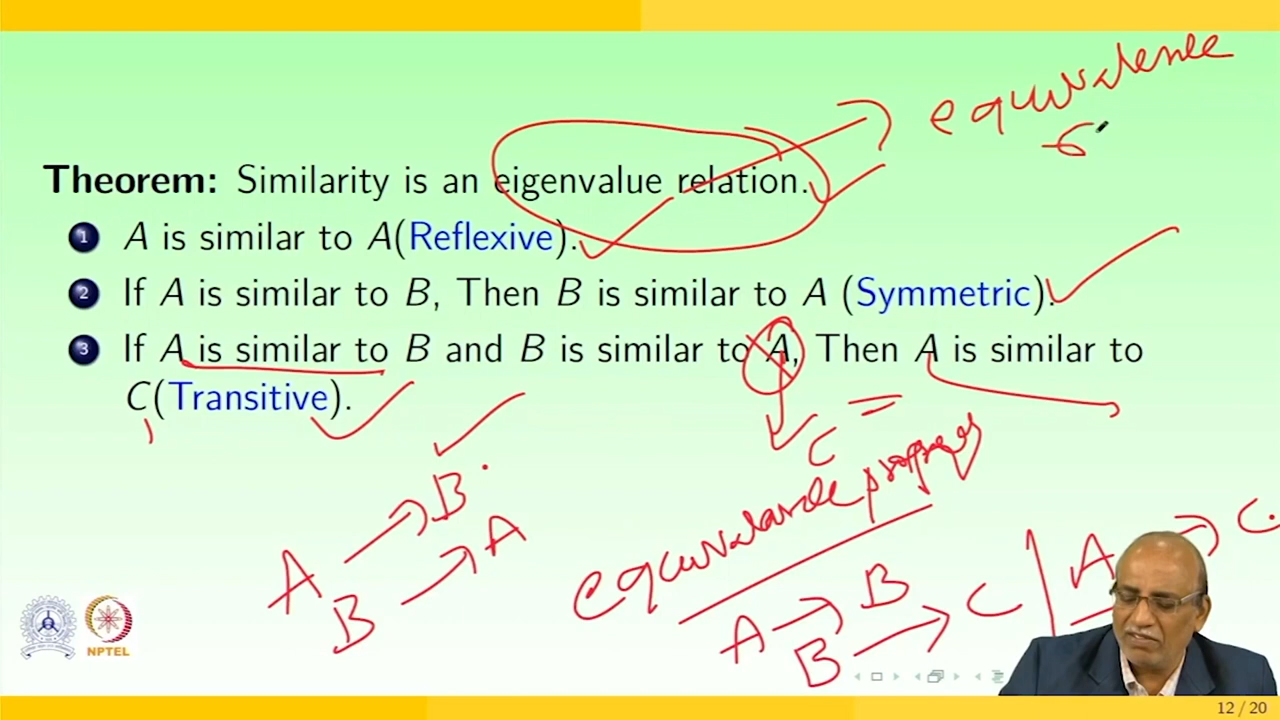 equivalence
Theorem: Similarity is an eigenvalue relation.
1 A is similar to A(Reflexive).
2 If A is similar to B, Then B is similar to A (Symmetric).
3 If A is similar to B and B is similar to A, Then A is similar to
C(Transitive).
C =
A → B.
B → A
A → B
B → C
A → C.
NPTEL
12 / 20